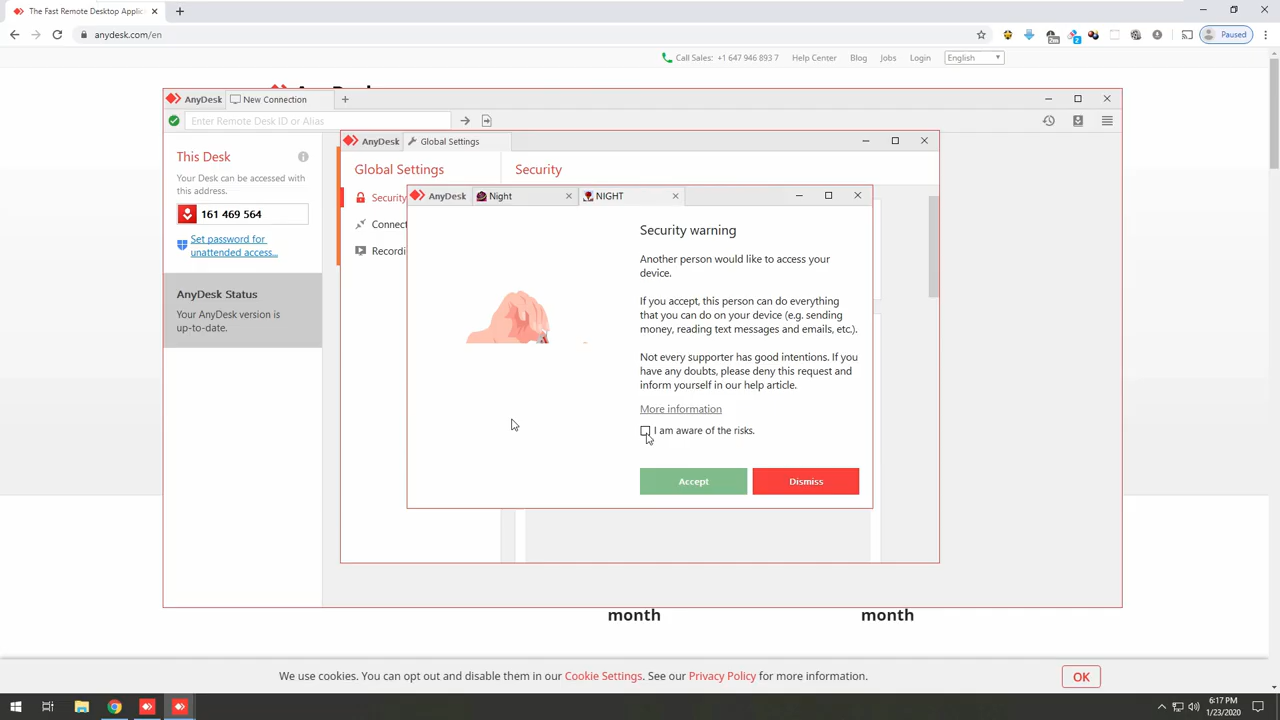 The Fast Remote Desktop Applic
anydesk.com/en
2m
2
Paused
Call Sales: +1 647 946 893 7
Help Center
Blog
Jobs
Login
English
AnyDesk
New Connection
Enter Remote Desk ID or Alias
This Desk
Your Desk can be accessed with
this address.
161 469 564
Set password for
unattended access...
AnyDesk Status
Your AnyDesk version is
up-to-date.
AnyDesk
Global Settings
Global Settings
Security
Security
Connect
Recordi
AnyDesk
Night
NIGHT
Security warning
Another person would like to access your
device.
If you accept, this person can do everything
that you can do on your device (e.g. sending
money, reading text messages and emails, etc.).
Not every supporter has good intentions. If you
have any doubts, please deny this request and
inform yourself in our help article.
More information
I am aware of the risks.
Accept
Dismiss
month
month
We use cookies. You can opt out and disable them in our Cookie Settings. See our Privacy Policy for more information.
OK
6:17 PM
1/23/2020